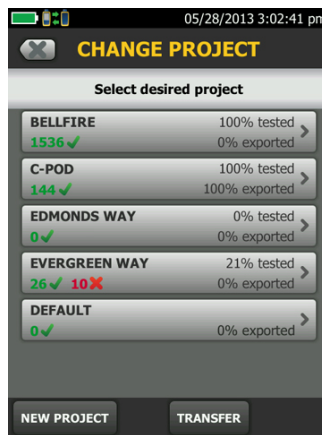 05/28/2013 3:02:41 pm
CHANGE PROJECT
Select desired project
BELLFIRE 100% tested
1536 0% exported
C-POD 100% tested
144 100% exported
EDMONDS WAY 0% tested
0 0% exported
EVERGREEN WAY 21% tested
26 10 0% exported
DEFAULT
0 0% exported
NEW PROJECT TRANSFER